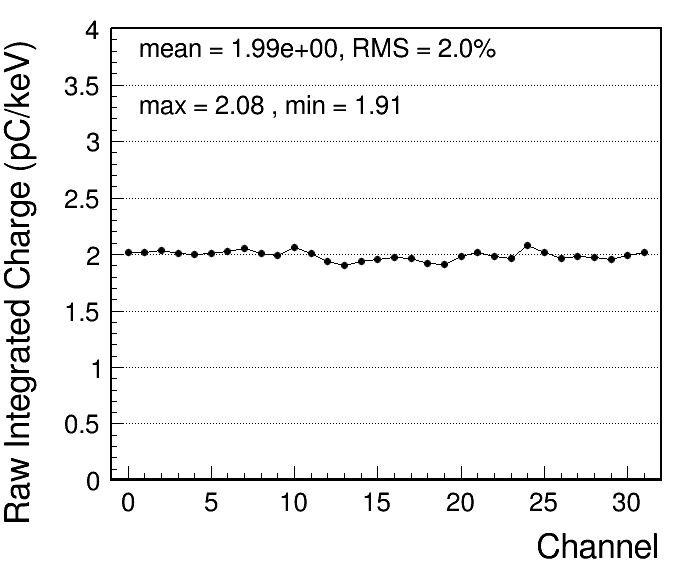 mean = 1.99e+00, RMS = 2.0%
max = 2.08 , min = 1.91
Raw Integrated Charge (pC/keV)
4
3.5
3
2.5
2
1.5
1
0.5
0
0 5 10 15 20 25 30
Channel